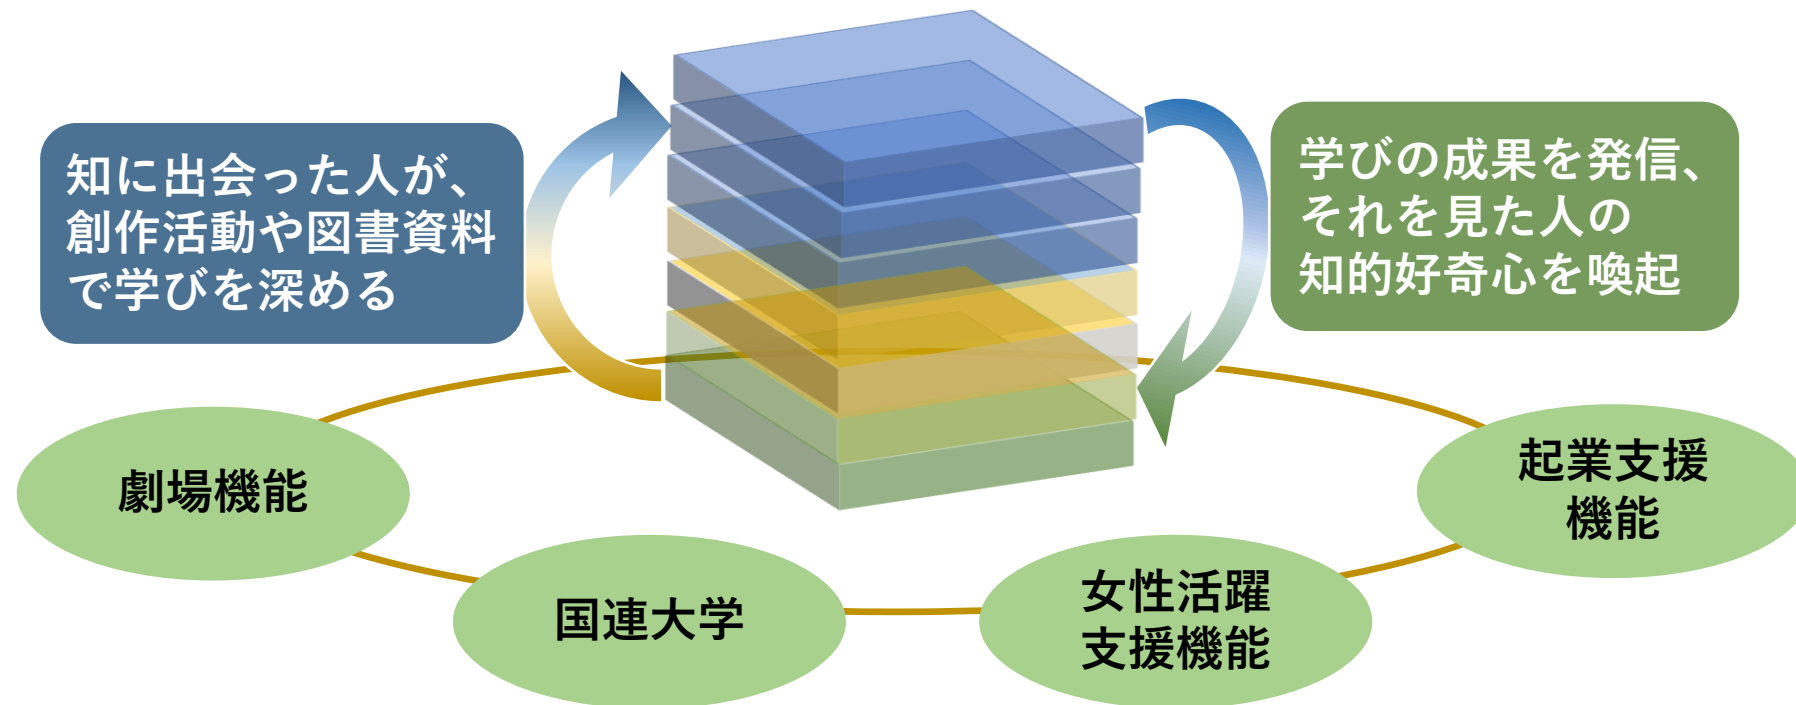 知に出会った人が、
創作活動や図書資料
で学びを深める
学びの成果を発信、
それを見た人の
知的好奇心を喚起
劇場機能
国連大学
女性活躍
支援機能
起業支援
機能